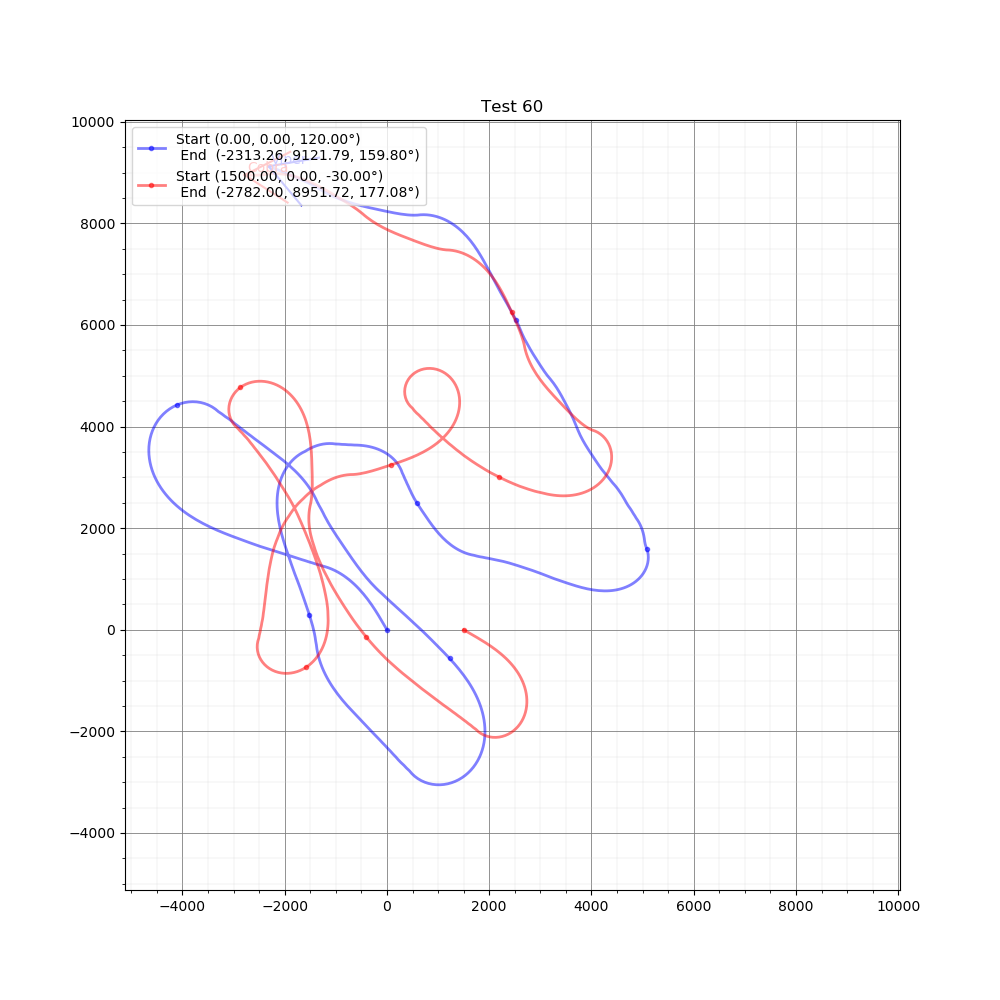 Test 60
10000
8000
6000
4000
2000
0
−2000
−4000
Start (0.00, 0.00, 120.00°)
End (-2313.26, 9121.79, 159.80°)
Start (1500.00, 0.00, -30.00°)
End (-2782.00, 8951.72, 177.08°)
−4000 −2000 0 2000 4000 6000 8000 10000